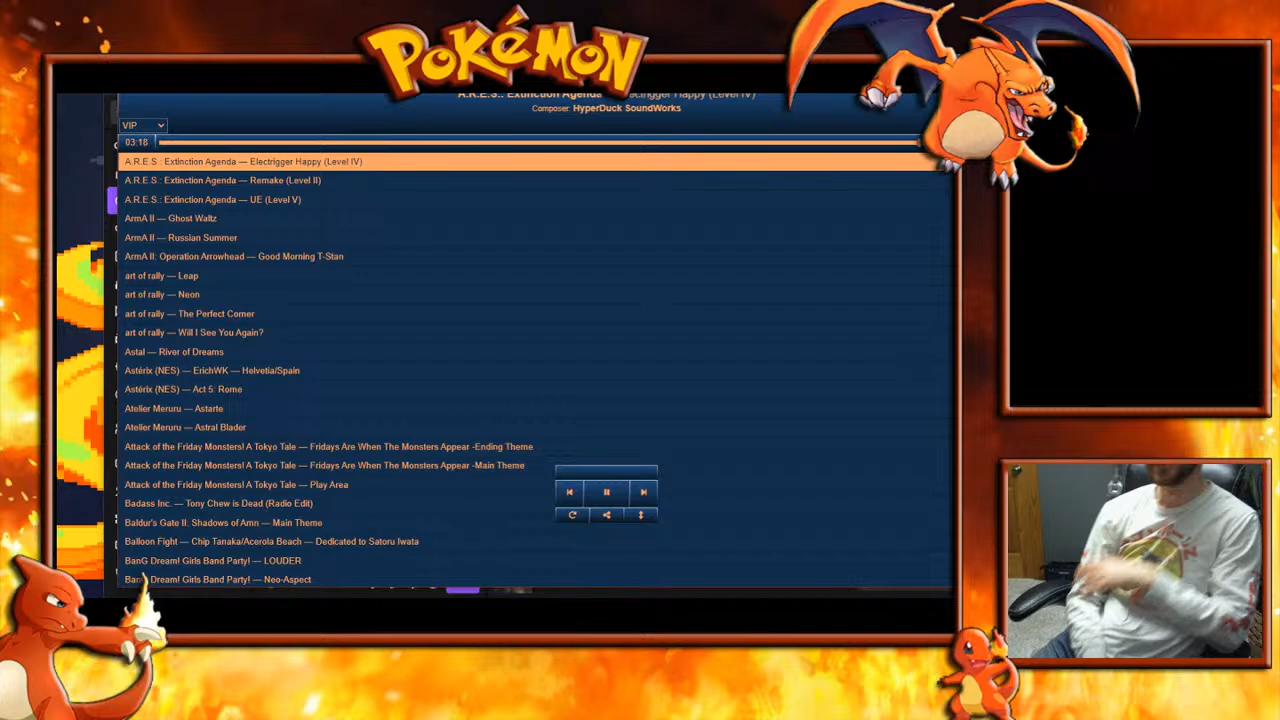 POKéMON
A.R.E.S.: Extinction Agenda — Electrigger Happy (Level IV)
Composer: HyperDuck SoundWorks
VIP
03:18
A.R.E.S.: Extinction Agenda — Electrigger Happy (Level IV)
A.R.E.S.: Extinction Agenda — Remake (Level II)
A.R.E.S.: Extinction Agenda — UE (Level V)
ArmA II — Ghost Waltz
ArmA II — Russian Summer
ArmA II: Operation Arrowhead — Good Morning T-Stan
art of rally — Leap
art of rally — Neon
art of rally — The Perfect Corner
art of rally — Will I See You Again?
Astal — River of Dreams
Astérix (NES) — ErichWK — Helvetia/Spain
Astérix (NES) — Act 5: Rome
Atelier Meruru — Astarte
Atelier Meruru — Astral Blader
Attack of the Friday Monsters! A Tokyo Tale — Fridays Are When The Monsters Appear -Ending Theme
Attack of the Friday Monsters! A Tokyo Tale — Fridays Are When The Monsters Appear -Main Theme
Attack of the Friday Monsters! A Tokyo Tale — Play Area
Badass Inc. — Tony Chew is Dead (Radio Edit)
Baldur's Gate II: Shadows of Amn — Main Theme
Balloon Fight — Chip Tanaka/Acerola Beach — Dedicated to Satoru Iwata
BanG Dream! Girls Band Party! — LOUDER
BanG Dream! Girls Band Party! — Neo-Aspect